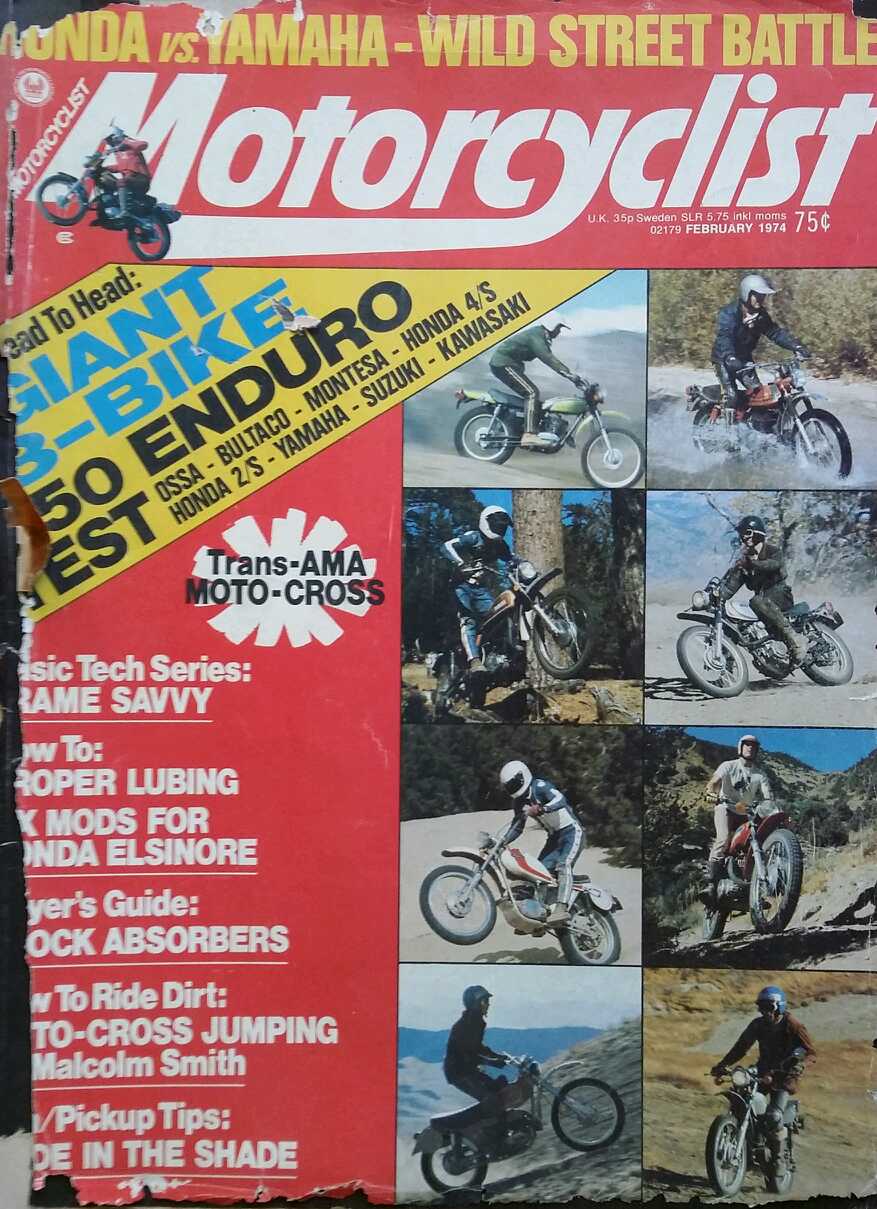 ONDA VS. YAMAHA - WILD STREET BATTLE
MOTORCYCLIST
Motorcyclist
U.K. 35p Sweden SLR 5.75 inkl moms
02179 FEBRUARY 1974 75¢
ead To Head:
GIANT
8-BIKE
50 ENDURO
TEST
OSSA - BULTACO - MONTESA - HONDA 4/S
HONDA 2/S - YAMAHA - SUZUKI - KAWASAKI
Trans-AMA
MOTO-CROSS
sic Tech Series:
RAME SAVVY
ow To:
ROPER LUBING
X MODS FOR
ONDA ELSINORE
yer's Guide:
OCK ABSORBERS
w To Ride Dirt:
TO-CROSS JUMPING
Malcolm Smith
/Pickup Tips:
DE IN THE SHADE